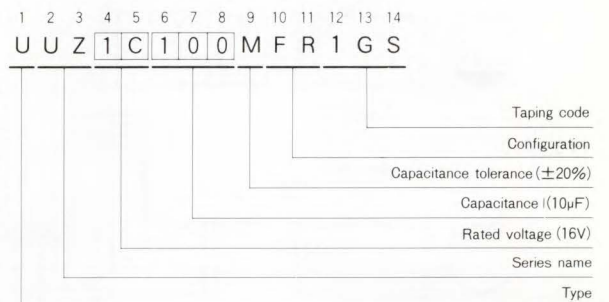 1 2 3 4 5 6 7 8 9 10 11 12 13 14
U U Z 1 C 1 0 0 M F R 1 G S
Taping code
Configuration
Capacitance tolerance (±20%)
Capacitance (10μF)
Rated voltage (16V)
Series name
Type